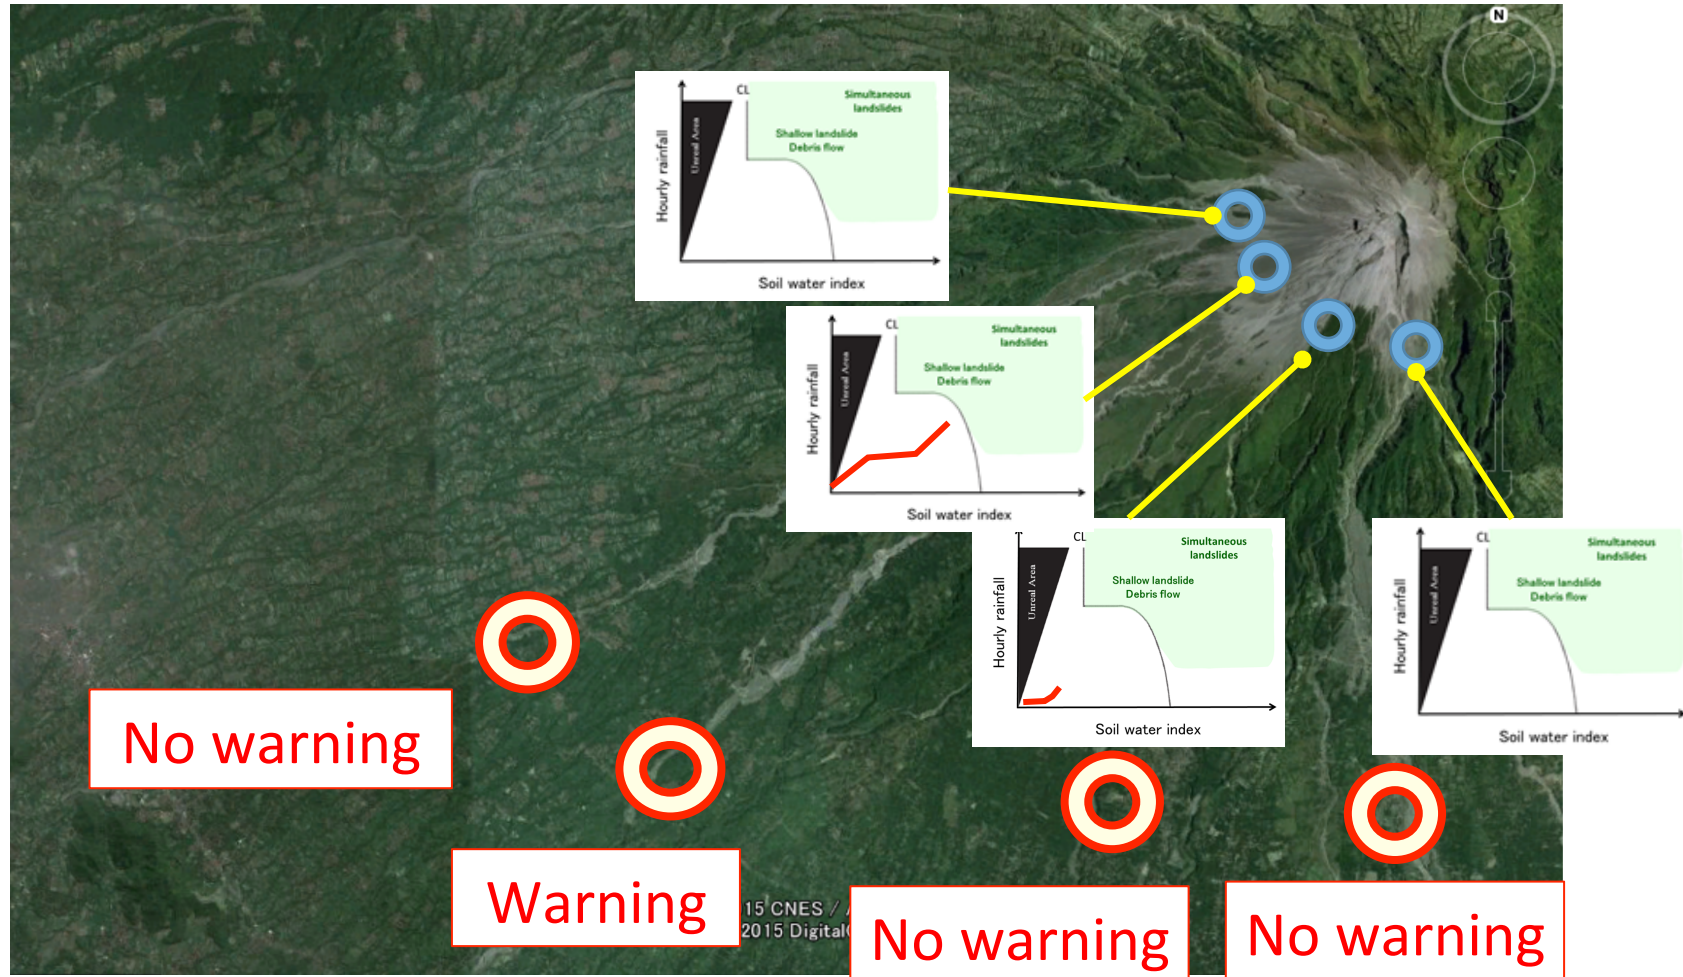 N
CL
Simultaneous
landslides
Shallow landslide
Debris flow
Unreal Area
Hourly rainfall
Soil water index
CL
Simultaneous
landslides
Shallow landslide
Debris flow
Unreal Area
Hourly rainfall
Soil water index
CL
Simultaneous
landslides
Shallow landslide
Debris flow
Unreal Area
Hourly rainfall
Soil water index
CL
Simultaneous
landslides
Shallow landslide
Debris flow
Unreal Area
Hourly rainfall
Soil water index
No warning
Warning
15 CNES /
2015 Digital
No warning
No warning